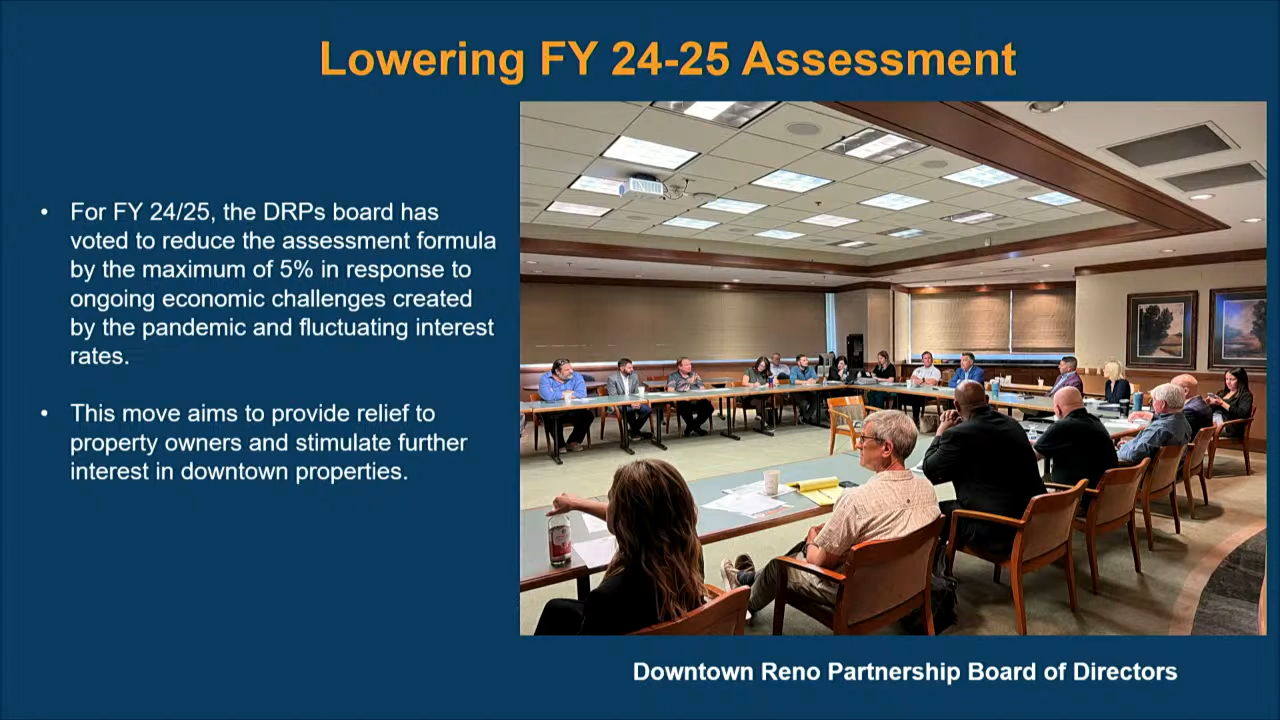 Lowering FY 24-25 Assessment
• For FY 24/25, the DRPs board has
voted to reduce the assessment formula
by the maximum of 5% in response to
ongoing economic challenges created
by the pandemic and fluctuating interest
rates.
• This move aims to provide relief to
property owners and stimulate further
interest in downtown properties.
Downtown Reno Partnership Board of Directors